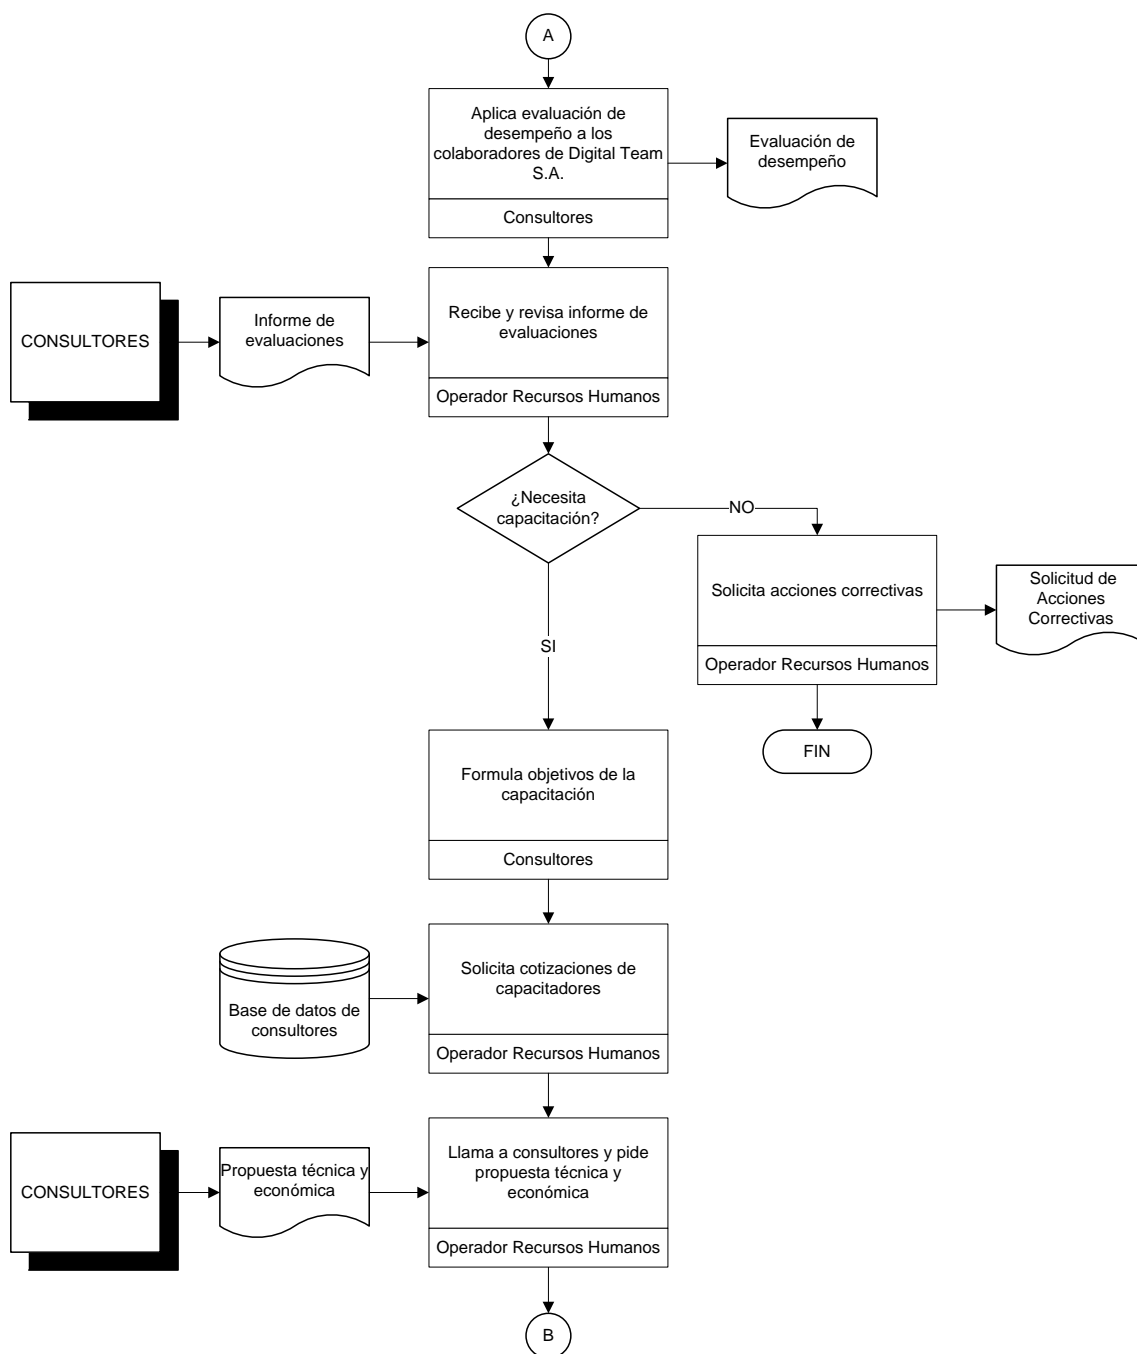 A
Aplica evaluación de
desempeño a los
colaboradores de Digital Team
S.A.
Consultores
Evaluación de
desempeño
CONSULTORES
Informe de
evaluaciones
Recibe y revisa informe de
evaluaciones
Operador Recursos Humanos
¿Necesita
capacitación?
NO
Solicita acciones correctivas
Operador Recursos Humanos
Solicitud de
Acciones
Correctivas
FIN
SI
Formula objetivos de la
capacitación
Consultores
Base de datos de
consultores
Solicita cotizaciones de
capacitadores
Operador Recursos Humanos
CONSULTORES
Propuesta técnica y
económica
Llama a consultores y pide
propuesta técnica y
económica
Operador Recursos Humanos
B